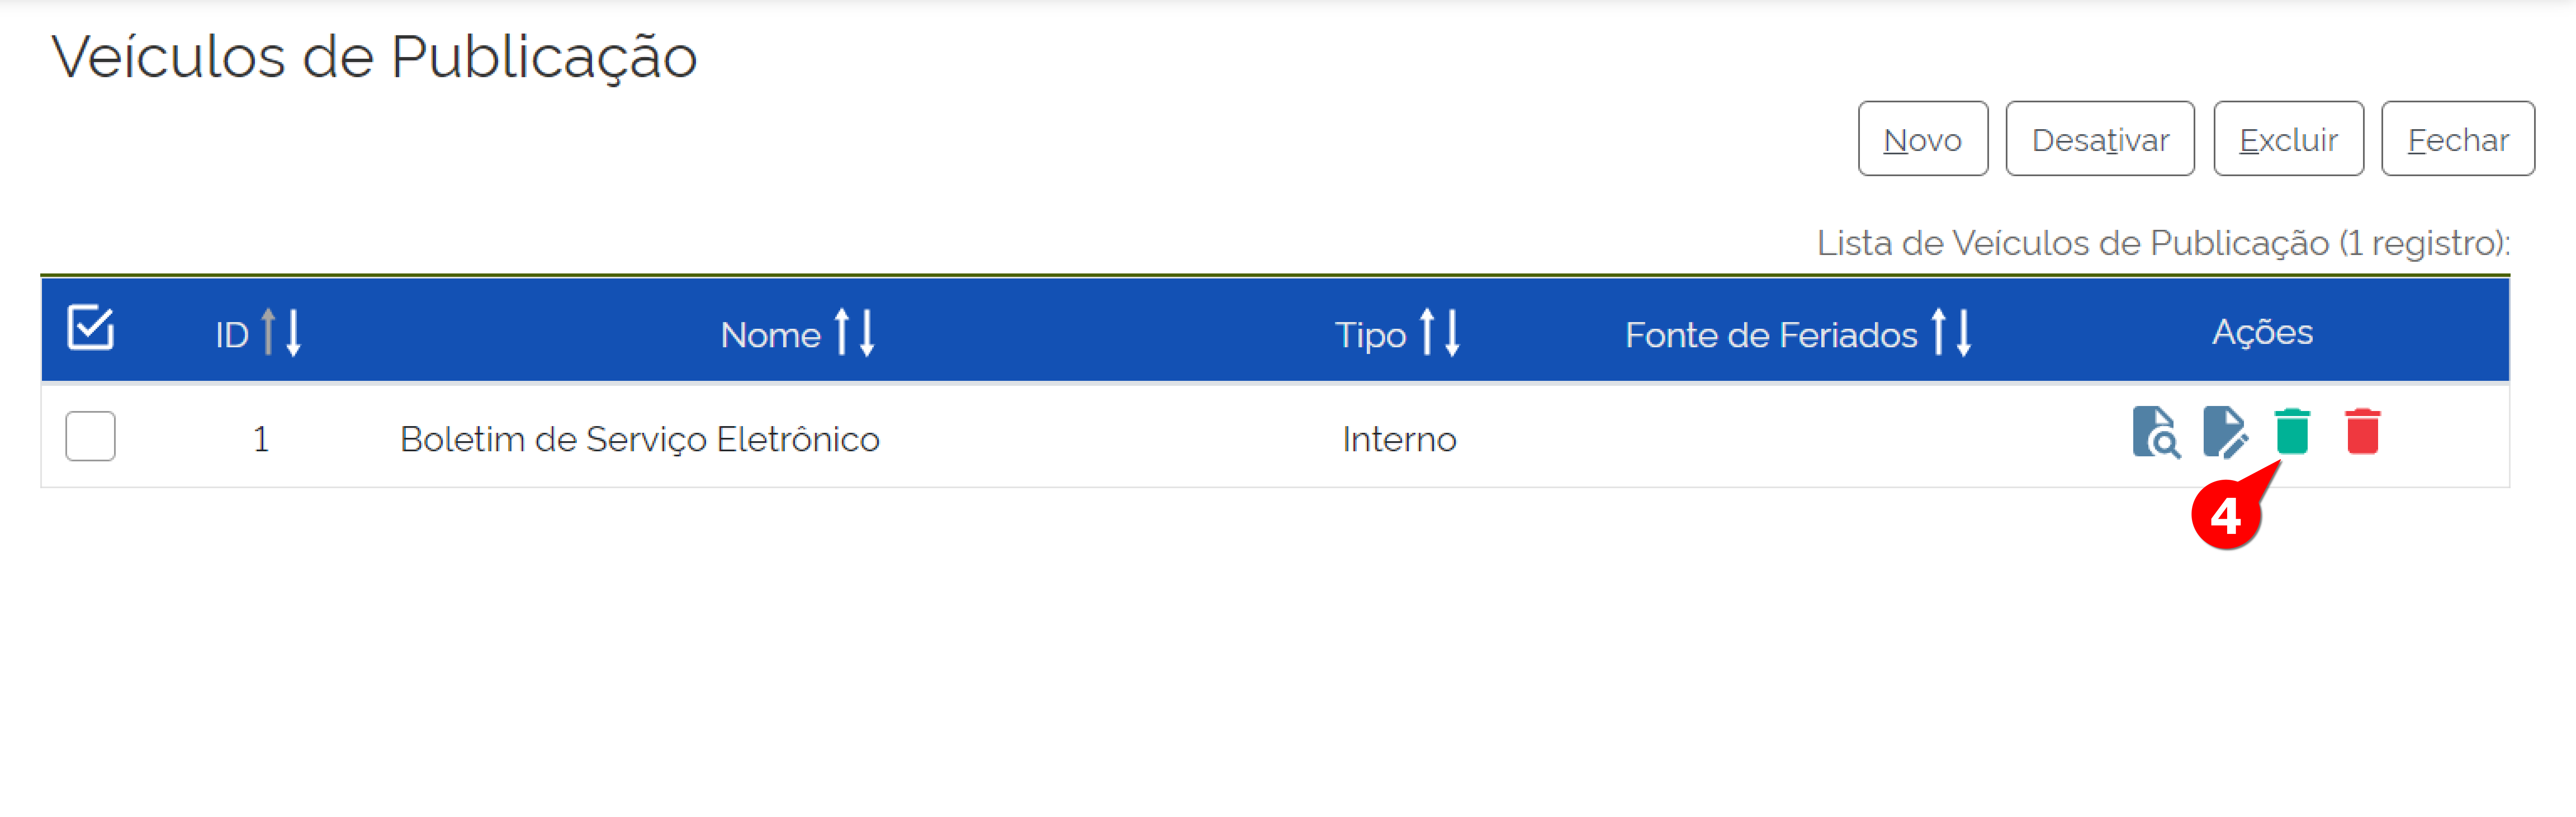 Veículos de Publicação
Novo Desativar Excluir Fechar
Lista de Veículos de Publicação (1 registro):
ID Nome Tipo Fonte de Feriados Ações
1 Boletim de Serviço Eletrônico Interno
4